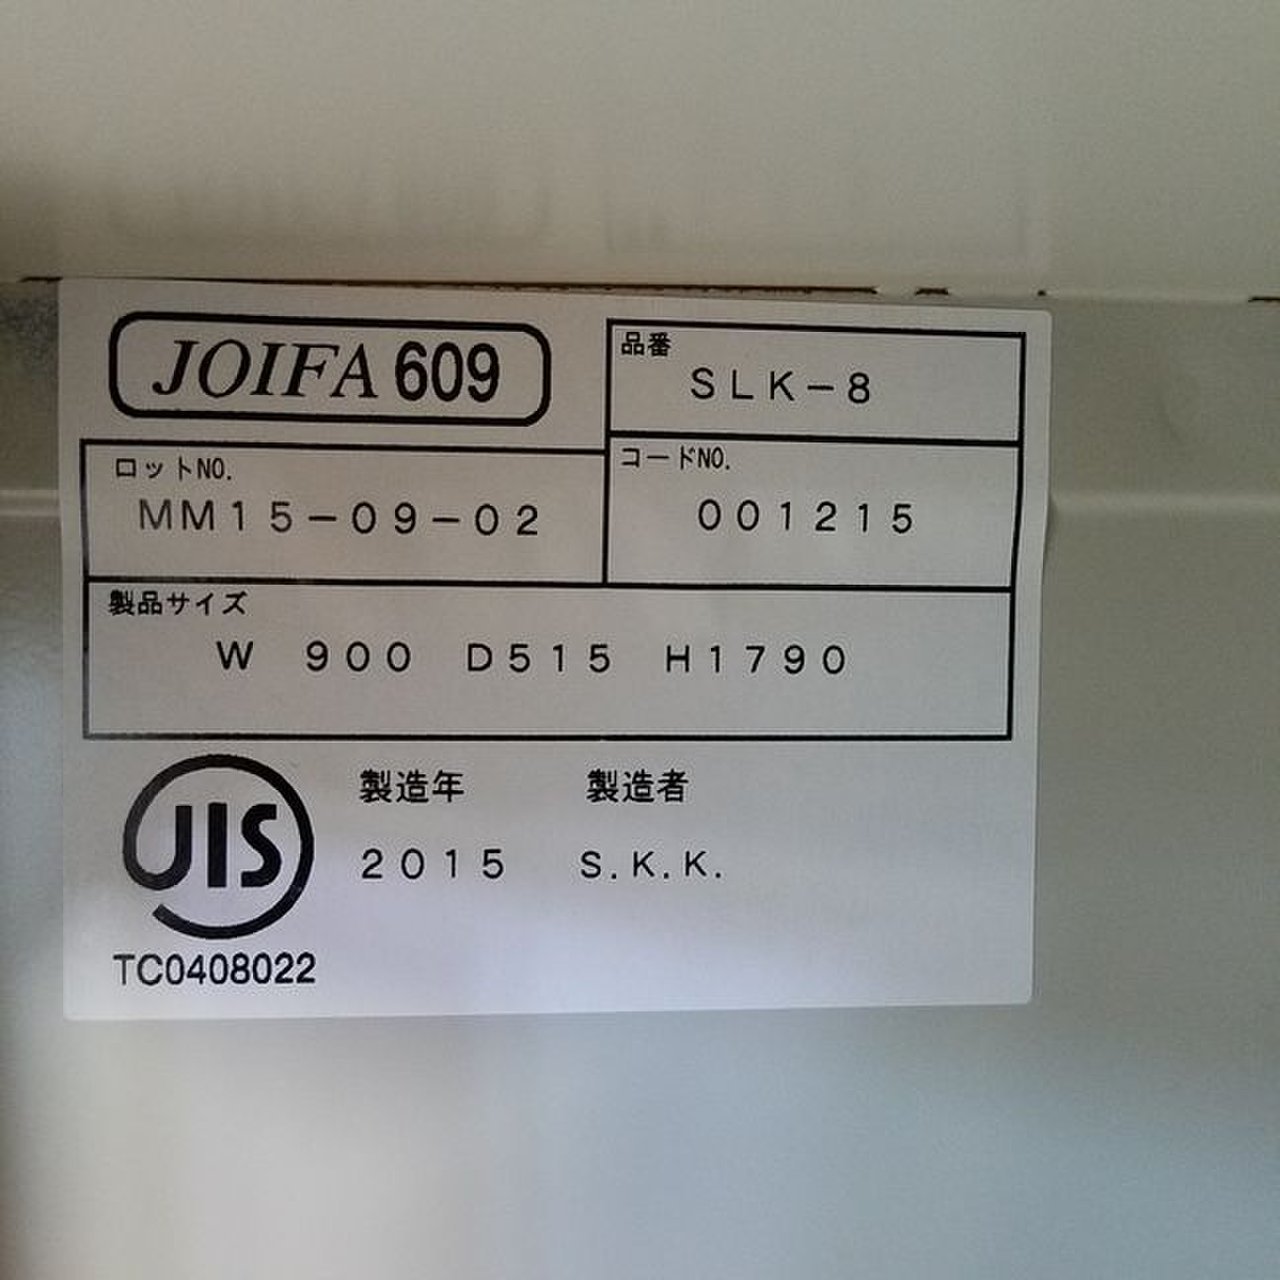 JOIFA 609
品番
SLK-8
ロットNO.
MM15-09-02
コードNO.
001215
製品サイズ
W 900 D515 H1790
JIS
TC0408022
製造年
2015
製造者
S.K.K.